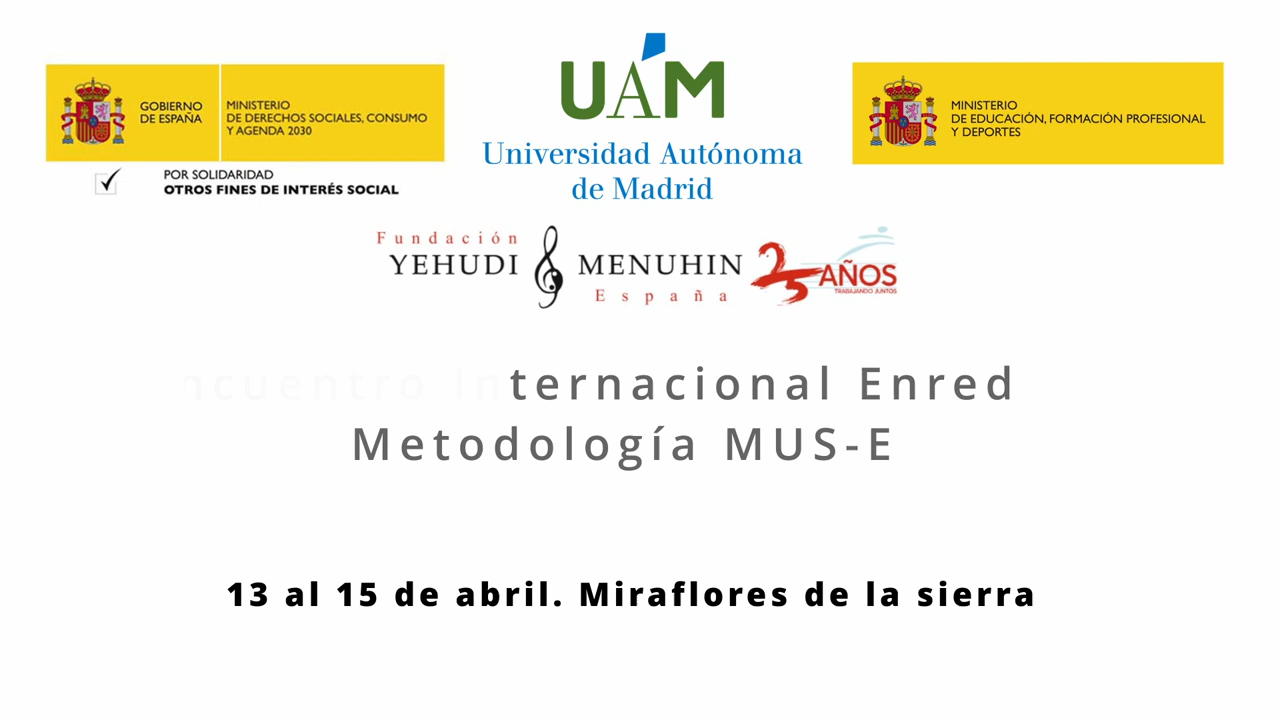 GOBIERNO
DE ESPAÑA
MINISTERIO
DE DERECHOS SOCIALES, CONSUMO
Y AGENDA 2030
POR SOLIDARIDAD
OTROS FINES DE INTERÉS SOCIAL
UAM
Universidad Autónoma
de Madrid
MINISTERIO
DE EDUCACIÓN, FORMACIÓN PROFESIONAL
Y DEPORTES
Fundación
YEHUDI MENUHIN
España
25 AÑOS
TRABAJANDO JUNTOS
ncuentro Internacional Enred
Metodología MUS-E
13 al 15 de abril. Miraflores de la sierra